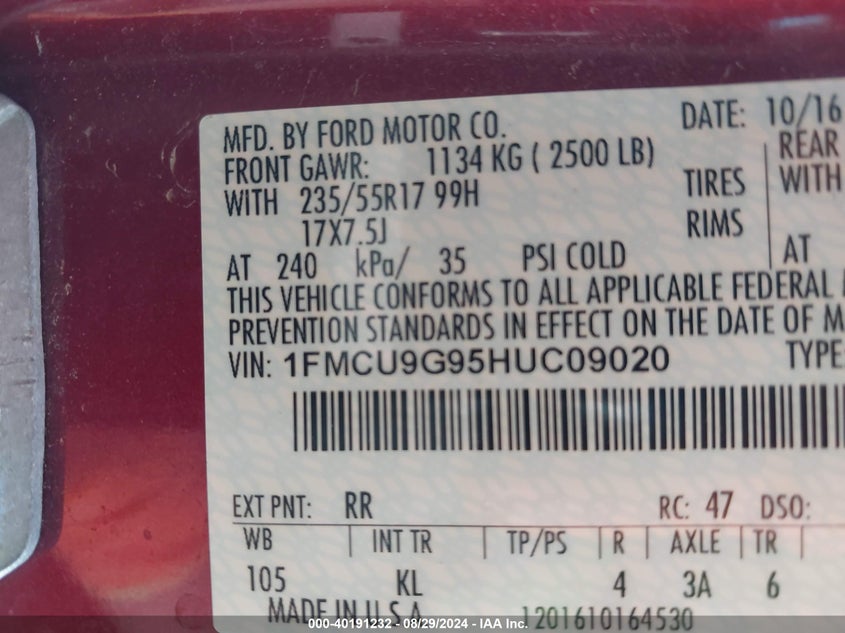 MFD. BY FORD MOTOR CO. DATE: 10/16
FRONT GAWR: 1134 KG ( 2500 LB) REAR
WITH 235/55R17 99H TIRES WITH
17X7.5J RIMS
AT 240 kPa/ 35 PSI COLD AT
THIS VEHICLE CONFORMS TO ALL APPLICABLE FEDERAL
PREVENTION STANDARDS IN EFFECT ON THE DATE OF M
VIN: 1FMCU9G95HUC09020 TYPE:
EXT PNT: RR RC: 47 DSO:
WB INT TR TP/PS R AXLE TR
105 KL 4 3A 6
MADE IN U.S.A. 1201610164530
000-40191232 - 08/29/2024 - IAA Inc.